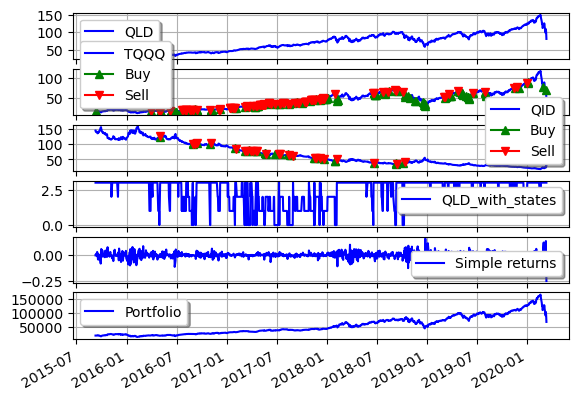 150
100
50
QLD
TQQQ
Buy
Sell
100
50
QID
Buy
Sell
150
100
50
2.5
0.0
QLD_with_states
0.00
-0.25
Simple returns
150000
100000
50000
Portfolio
2015-07
2016-01
2016-07
2017-01
2017-07
2018-01
2018-07
2019-01
2019-07
2020-01